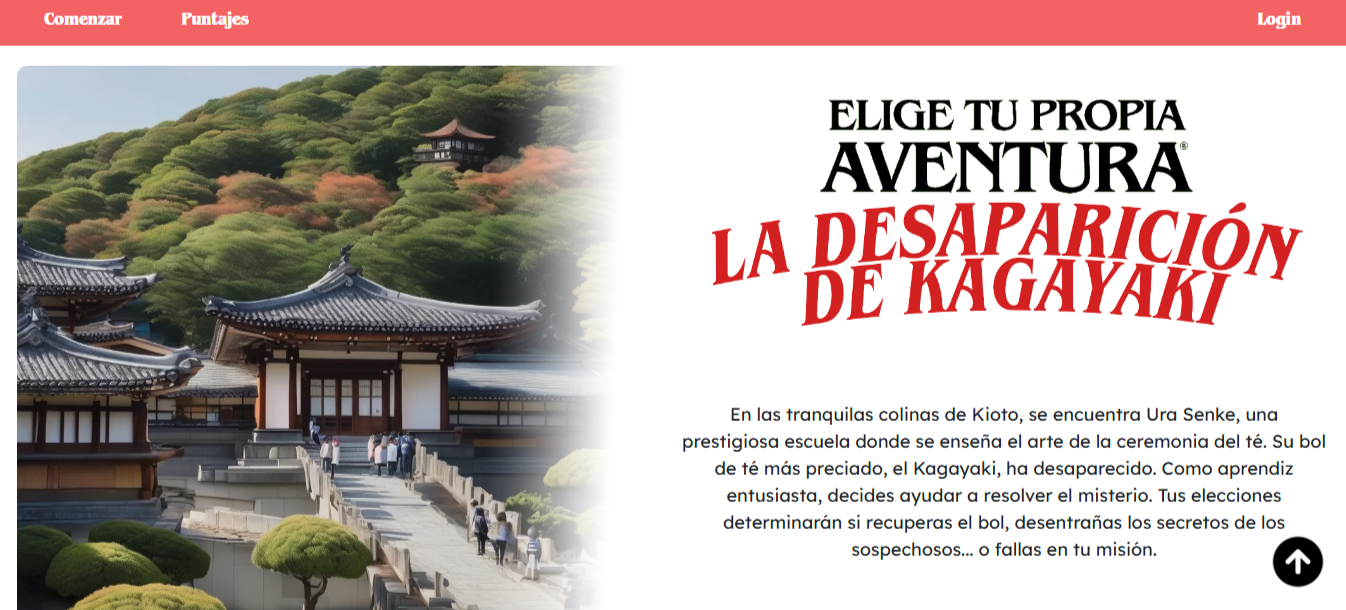 Comenzar
Puntajes
Login
ELIGE TU PROPIA
AVENTURA®
LA DESAPARICIÓN
DE KAGAYAKI
En las tranquilas colinas de Kioto, se encuentra Ura Senke, una
prestigiosa escuela donde se enseña el arte de la ceremonia del té. Su bol
de té más preciado, el Kagayaki, ha desaparecido. Como aprendiz
entusiasta, decides ayudar a resolver el misterio. Tus elecciones
determinarán si recuperas el bol, desentrañas los secretos de los
sospechosos... o fallas en tu misión.